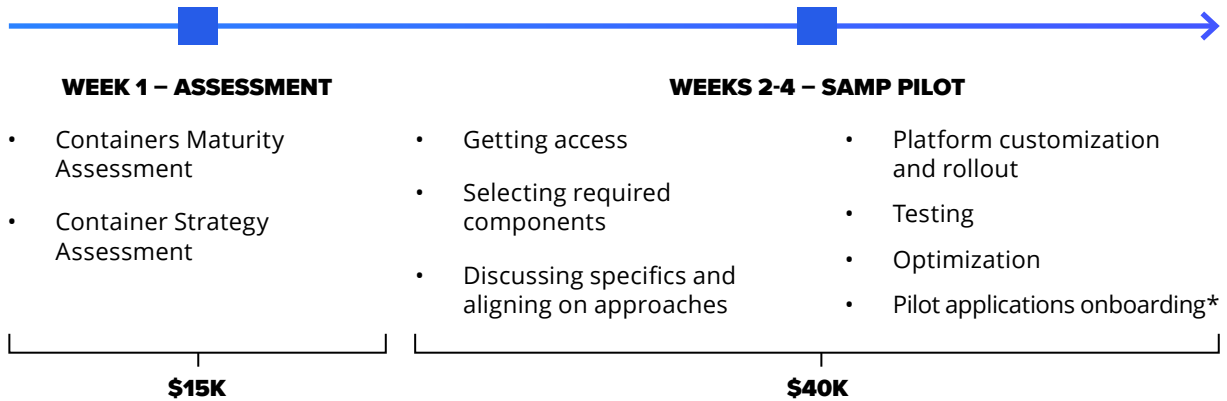 WEEK 1 – ASSESSMENT
• Containers Maturity
Assessment
• Container Strategy
Assessment
$15K
WEEKS 2-4 – SAMP PILOT
• Getting access
• Selecting required
components
• Discussing specifics and
aligning on approaches
• Platform customization
and rollout
• Testing
• Optimization
• Pilot applications onboarding*
$40K